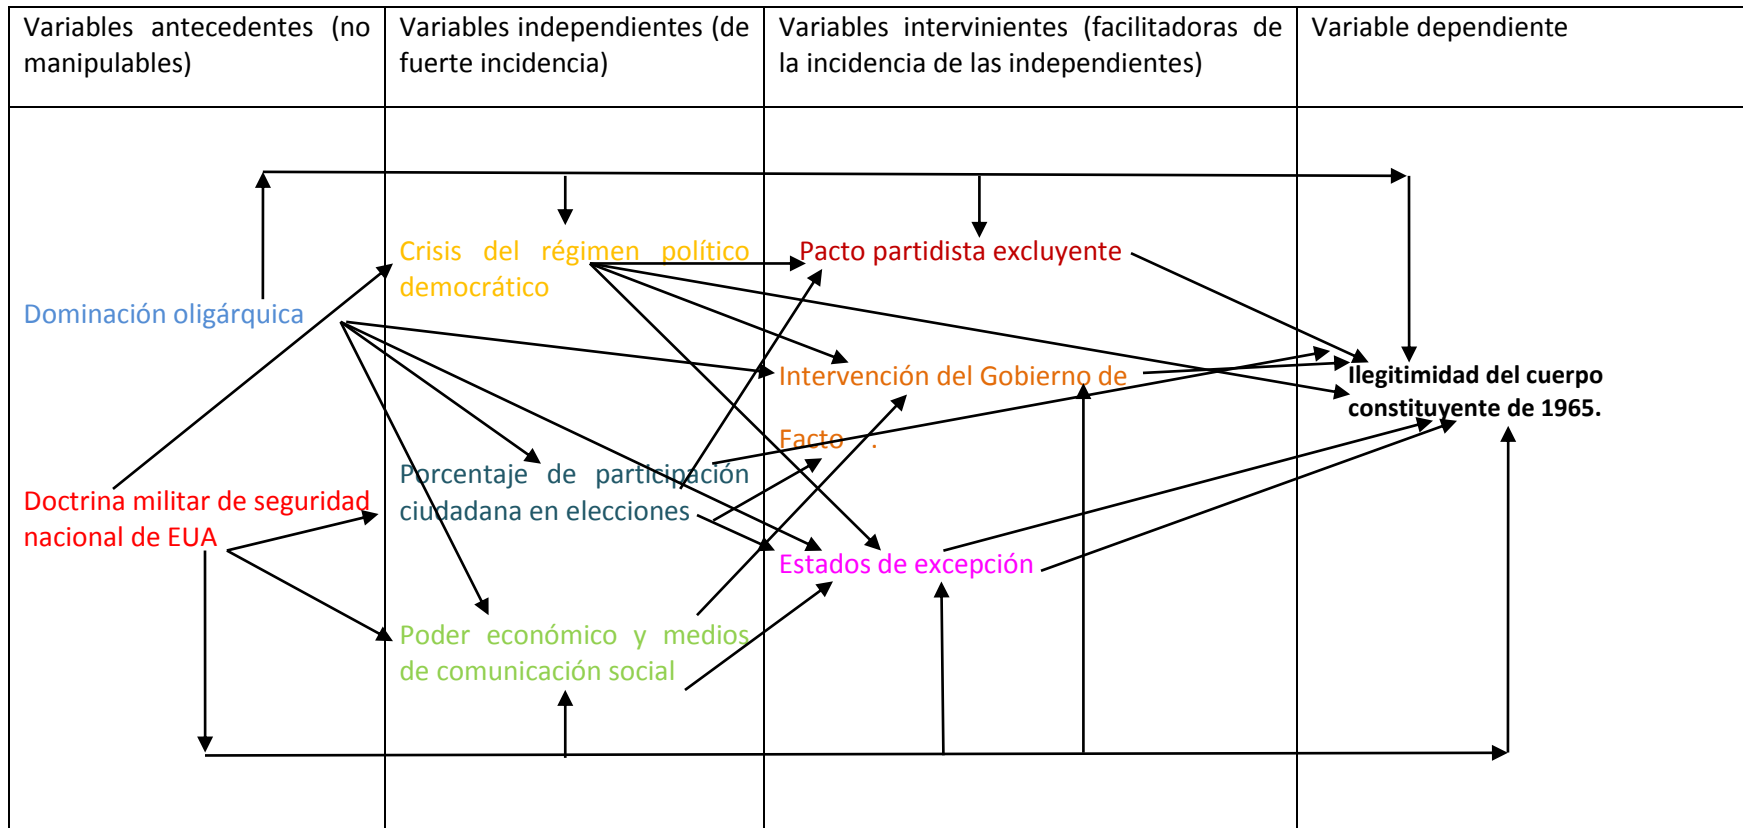 Variables antecedentes (no
manipulables)
Variables independientes (de
fuerte incidencia)
Variables intervinientes (facilitadoras de
la incidencia de las independientes)
Variable dependiente
Dominación oligárquica
Doctrina militar de seguridad
nacional de EUA
Crisis del régimen político
democrático
Porcentaje de participación
ciudadana en elecciones
Poder económico y medios
de comunicación social
Pacto partidista excluyente
Intervención del Gobierno de
Facto .
Estados de excepción
Ilegitimidad del cuerpo
constituyente de 1965.